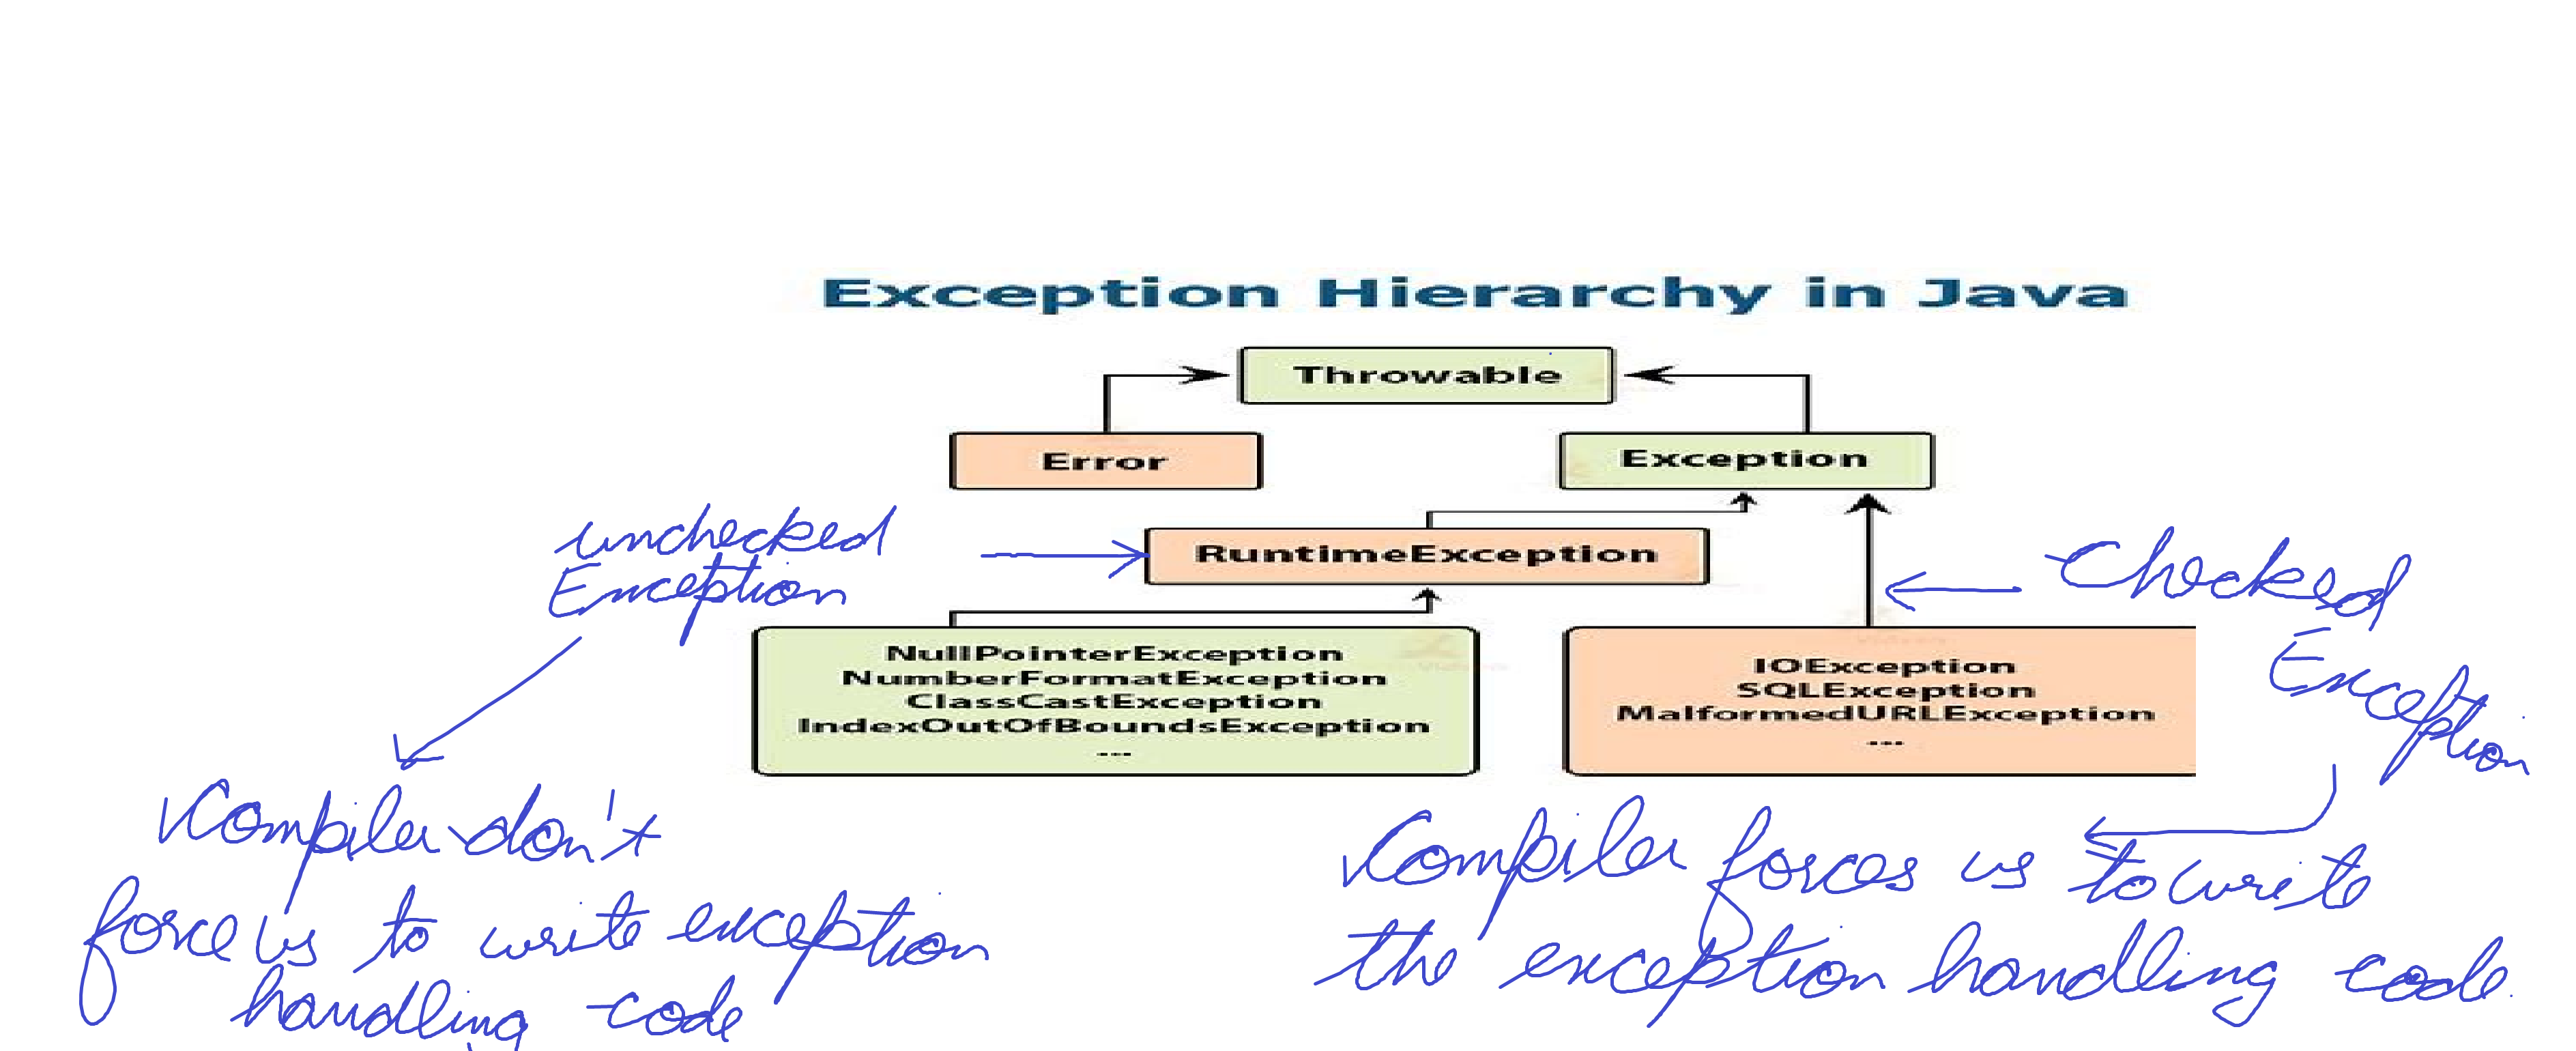 Exception Hierarchy in Java
Throwable
Error
Exception
unchecked
Exception
RuntimeException
Checked
Exception
NullPointerException
NumberFormatException
ClassCastException
IndexOutOfBoundsException
...
IOException
SQLException
MalformedURLException
...
Compiler don't
force us to write exception
handling code
Compiler forces us to write
the exception handling code.